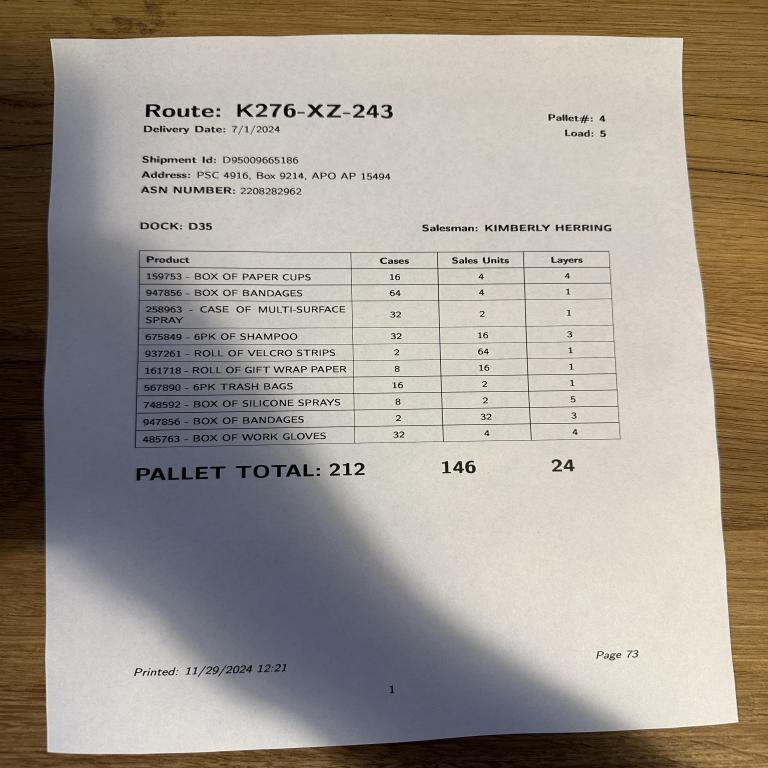 Route: K276-XZ-243
Pallet#: 4
Delivery Date: 7/1/2024
Load: 5
Shipment Id: D95009665186
Address: PSC 4916, Box 9214, APO AP 15494
ASN NUMBER: 2208282962
DOCK: D35 Salesman: KIMBERLY HERRING
Product Cases Sales Units Layers
159753 - BOX OF PAPER CUPS 16 4 4
947856 - BOX OF BANDAGES 64 4 1
258963 - CASE OF MULTI-SURFACE
SPRAY 32 2 1
675849 - 6PK OF SHAMPOO 32 16 3
937261 - ROLL OF VELCRO STRIPS 2 64 1
161718 - ROLL OF GIFT WRAP PAPER 8 16 1
567890 - 6PK TRASH BAGS 16 2 1
748592 - BOX OF SILICONE SPRAYS 8 2 5
947856 - BOX OF BANDAGES 2 32 3
485763 - BOX OF WORK GLOVES 32 4 4
PALLET TOTAL: 212 146 24
Printed: 11/29/2024 12:21
Page 73
1